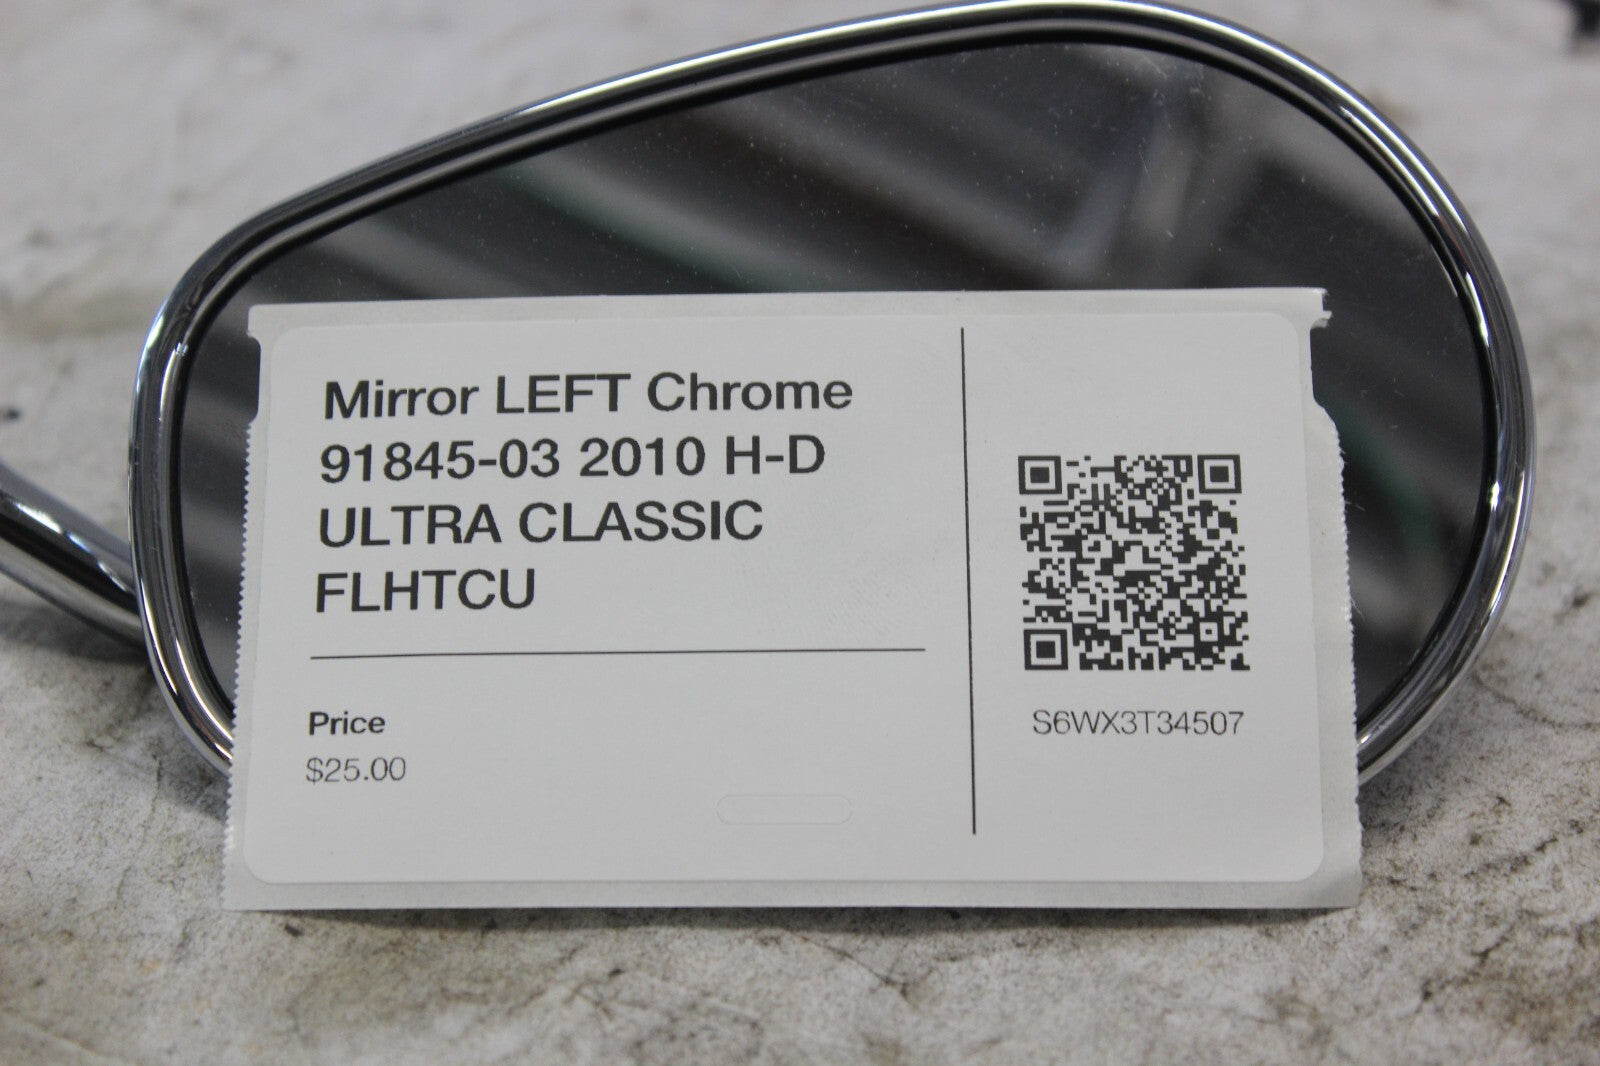 Mirror LEFT Chrome
91845-03 2010 H-D
ULTRA CLASSIC
FLHTCU
Price
$25.00
S6WX3T34507